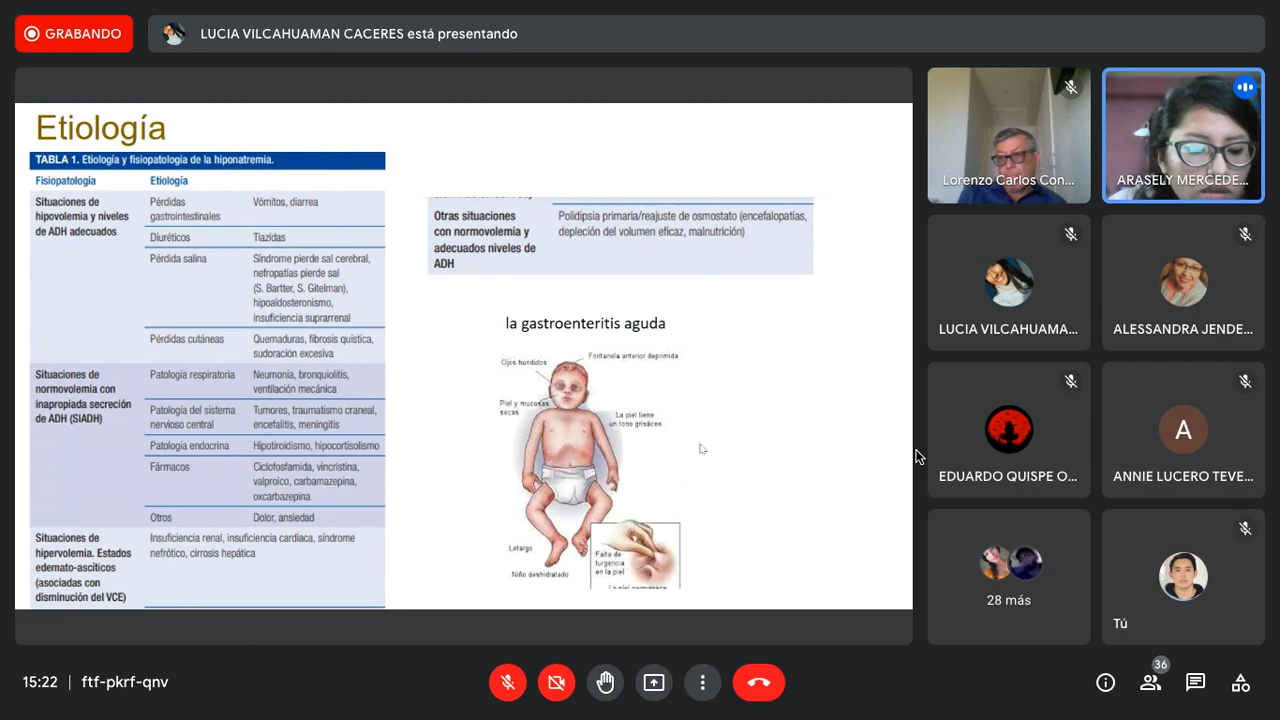 GRABANDO
LUCIA VILCAHUAMAN CACERES está presentando
Etiología
TABLA 1. Etiología y fisiopatología de la hiponatremia.
Fisiopatología Etiología
Situaciones de
hipovolemia y niveles
de ADH adecuados
Pérdidas
gastrointestinales
Vómitos, diarrea
Diuréticos Tiazidas
Pérdida salina
Síndrome pierde sal cerebral,
nefropatías pierde sal
(S. Bartter, S. Gitelman),
hipoaldosteronismo,
insuficiencia suprarrenal
Pérdidas cutáneas
Quemaduras, fibrosis quística,
sudoración excesiva
Situaciones de
normovolemia con
inapropiada secreción
de ADH (SIADH)
Patología respiratoria
Neumonía, bronquiolitis,
ventilación mecánica
Patología del sistema
nervioso central
Tumores, traumatismo craneal,
encefalitis, meningitis
Patología endocrina Hipotiroidismo, hipocortisolismo
Fármacos
Ciclofosfamida, vincristina,
valproico, carbamazepina,
oxcarbazepina
Otros Dolor, ansiedad
Situaciones de
hipervolemia. Estados
edemato-ascíticos
(asociadas con
disminución del VCE)
Insuficiencia renal, insuficiencia cardiaca, síndrome
nefrótico, cirrosis hepática
Otras situaciones
con normovolemia y
adecuados niveles de
ADH
Polidipsia primaria/reajuste de osmostato (encefalopatías,
depleción del volumen eficaz, malnutrición)
la gastroenteritis aguda
Ojos hundidos
Fontanela anterior deprimida
Piel y mucosas
secas
La piel tiene
un tono grisáceo
Letargo
Niño deshidratado
Falta de
turgencia
en la piel
Lorenzo Carlos Con...
ARASELY MERCEDE...
LUCIA VILCAHUAMA...
ALESSANDRA JENDE...
EDUARDO QUISPE O...
A
ANNIE LUCERO TEVE...
28 más
Tú
15:22 | ftf-pkrf-qnv
36